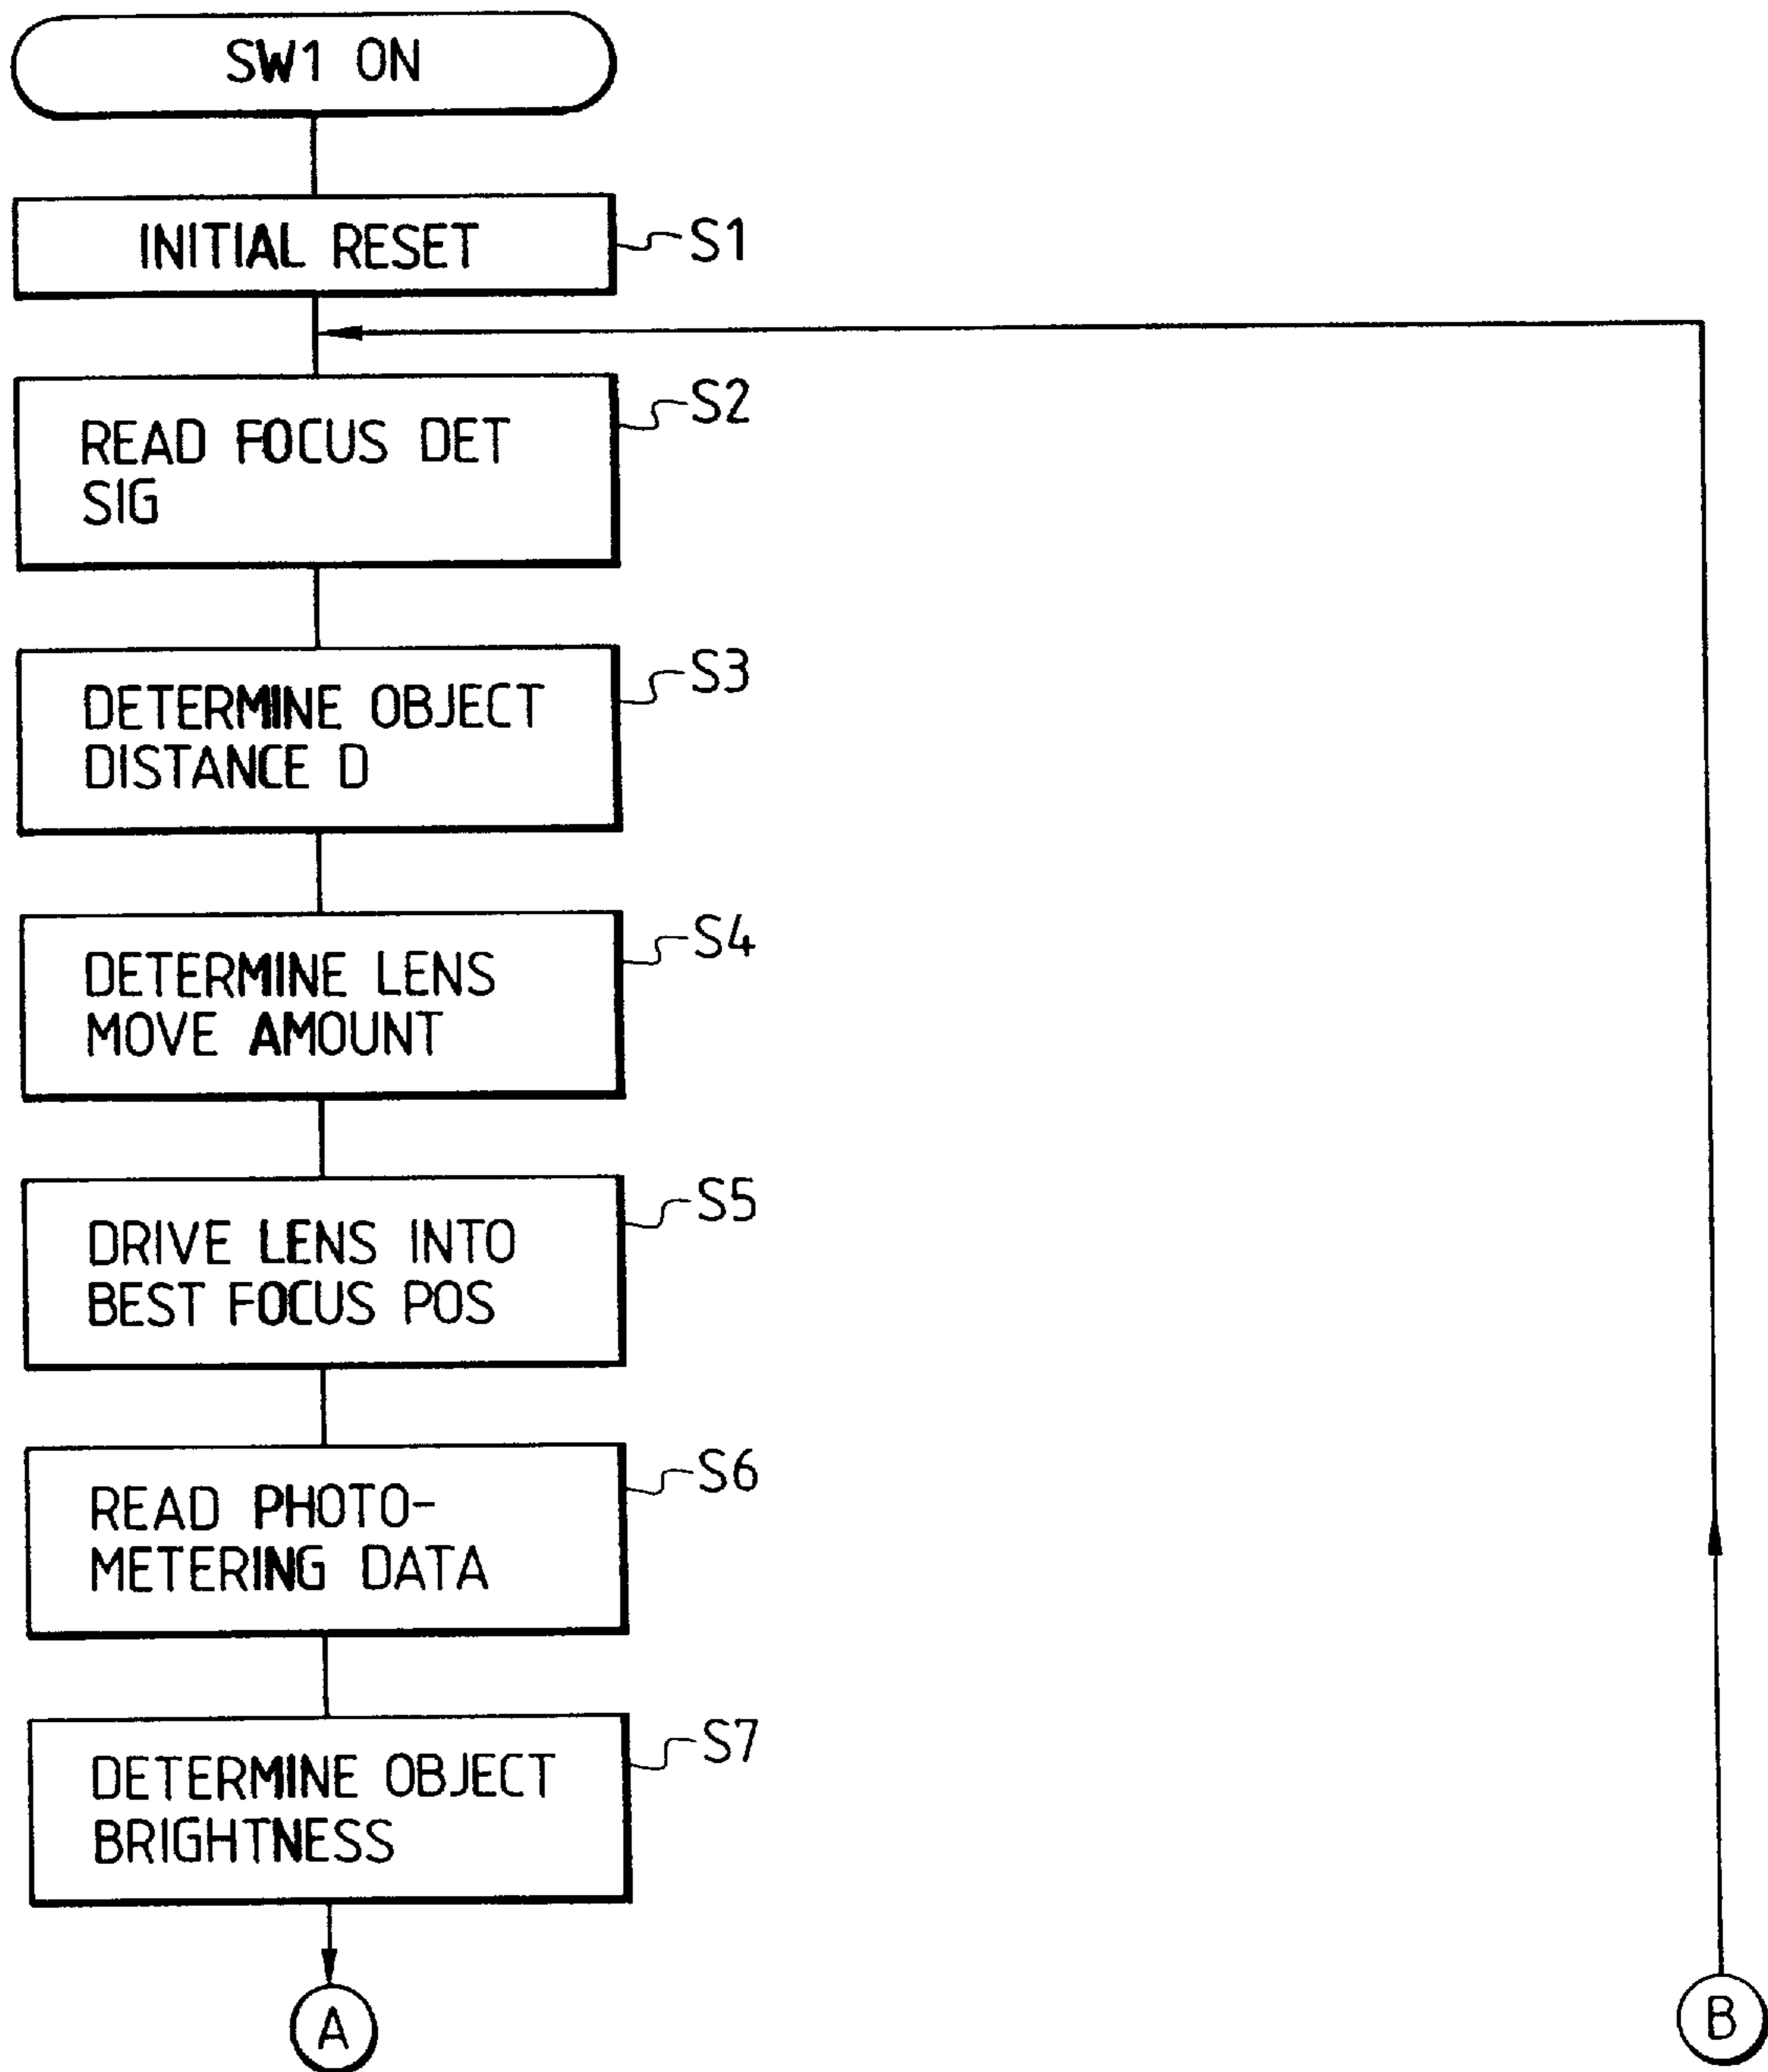 SW1 ON
INITIAL RESET
S1
READ FOCUS DET
SIG
S2
DETERMINE OBJECT
DISTANCE D
S3
DETERMINE LENS
MOVE AMOUNT
S4
DRIVE LENS INTO
BEST FOCUS POS
S5
READ PHOTO-
METERING DATA
S6
DETERMINE OBJECT
BRIGHTNESS
S7
A
B